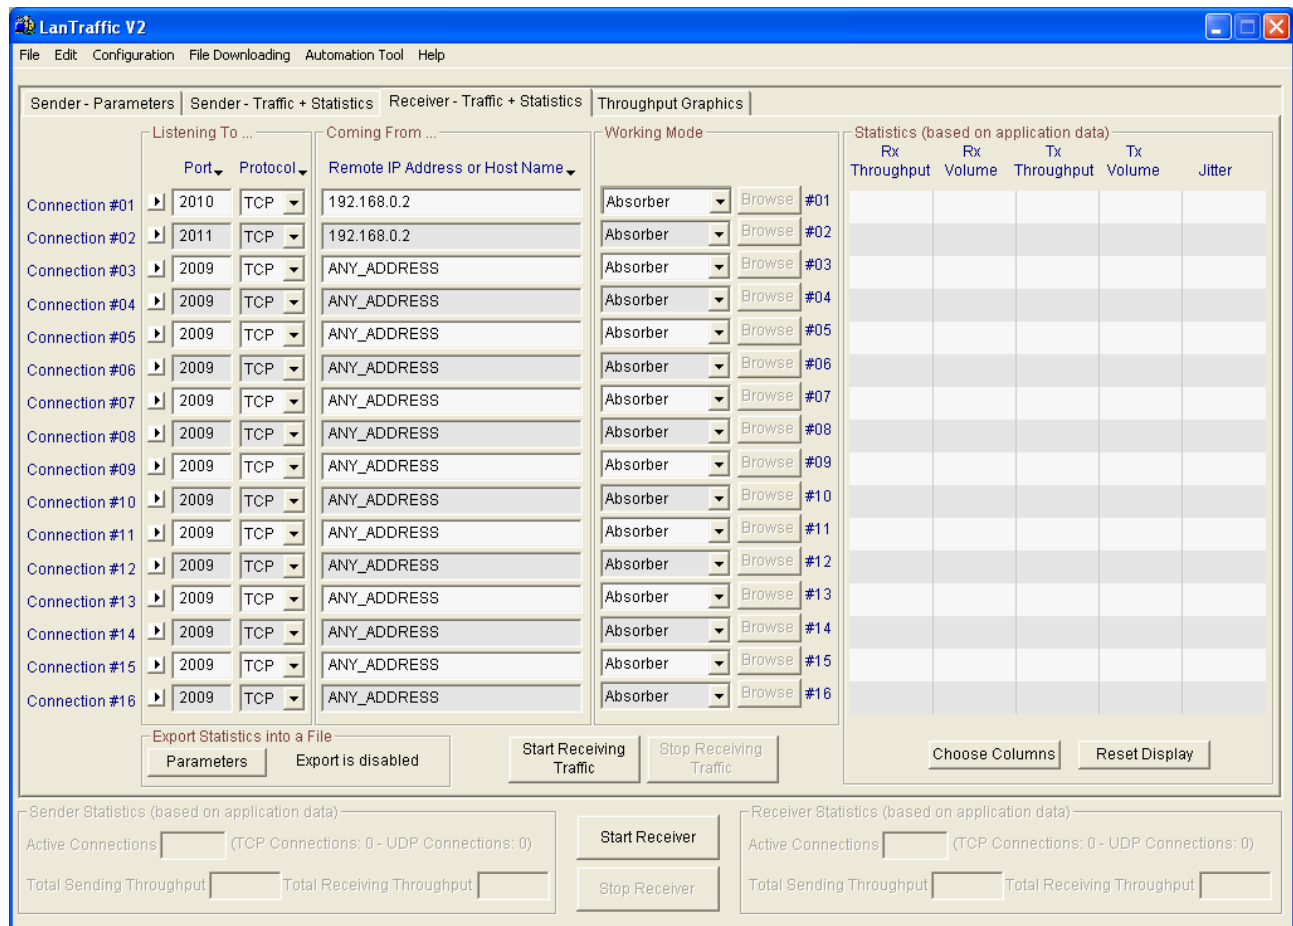 LanTraffic V2
File Edit Configuration File Downloading Automation Tool Help
Sender - Parameters Sender - Traffic + Statistics Receiver - Traffic + Statistics Throughput Graphics
Listening To ... Coming From ... Working Mode Statistics (based on application data)
Rx Rx Tx Tx
Port Protocol Remote IP Address or Host Name Throughput Volume Throughput Volume Jitter
Connection #01 2010 TCP 192.168.0.2 Absorber Browse #01
Connection #02 2011 TCP 192.168.0.2 Absorber Browse #02
Connection #03 2009 TCP ANY_ADDRESS Absorber Browse #03
Connection #04 2009 TCP ANY_ADDRESS Absorber Browse #04
Connection #05 2009 TCP ANY_ADDRESS Absorber Browse #05
Connection #06 2009 TCP ANY_ADDRESS Absorber Browse #06
Connection #07 2009 TCP ANY_ADDRESS Absorber Browse #07
Connection #08 2009 TCP ANY_ADDRESS Absorber Browse #08
Connection #09 2009 TCP ANY_ADDRESS Absorber Browse #09
Connection #10 2009 TCP ANY_ADDRESS Absorber Browse #10
Connection #11 2009 TCP ANY_ADDRESS Absorber Browse #11
Connection #12 2009 TCP ANY_ADDRESS Absorber Browse #12
Connection #13 2009 TCP ANY_ADDRESS Absorber Browse #13
Connection #14 2009 TCP ANY_ADDRESS Absorber Browse #14
Connection #15 2009 TCP ANY_ADDRESS Absorber Browse #15
Connection #16 2009 TCP ANY_ADDRESS Absorber Browse #16
Export Statistics into a File
Parameters Export is disabled
Start Receiving
Traffic
Stop Receiving
Traffic
Choose Columns Reset Display
Sender Statistics (based on application data)
Active Connections (TCP Connections: 0 - UDP Connections: 0)
Total Sending Throughput Total Receiving Throughput
Start Receiver
Stop Receiver
Receiver Statistics (based on application data)
Active Connections (TCP Connections: 0 - UDP Connections: 0)
Total Sending Throughput Total Receiving Throughput